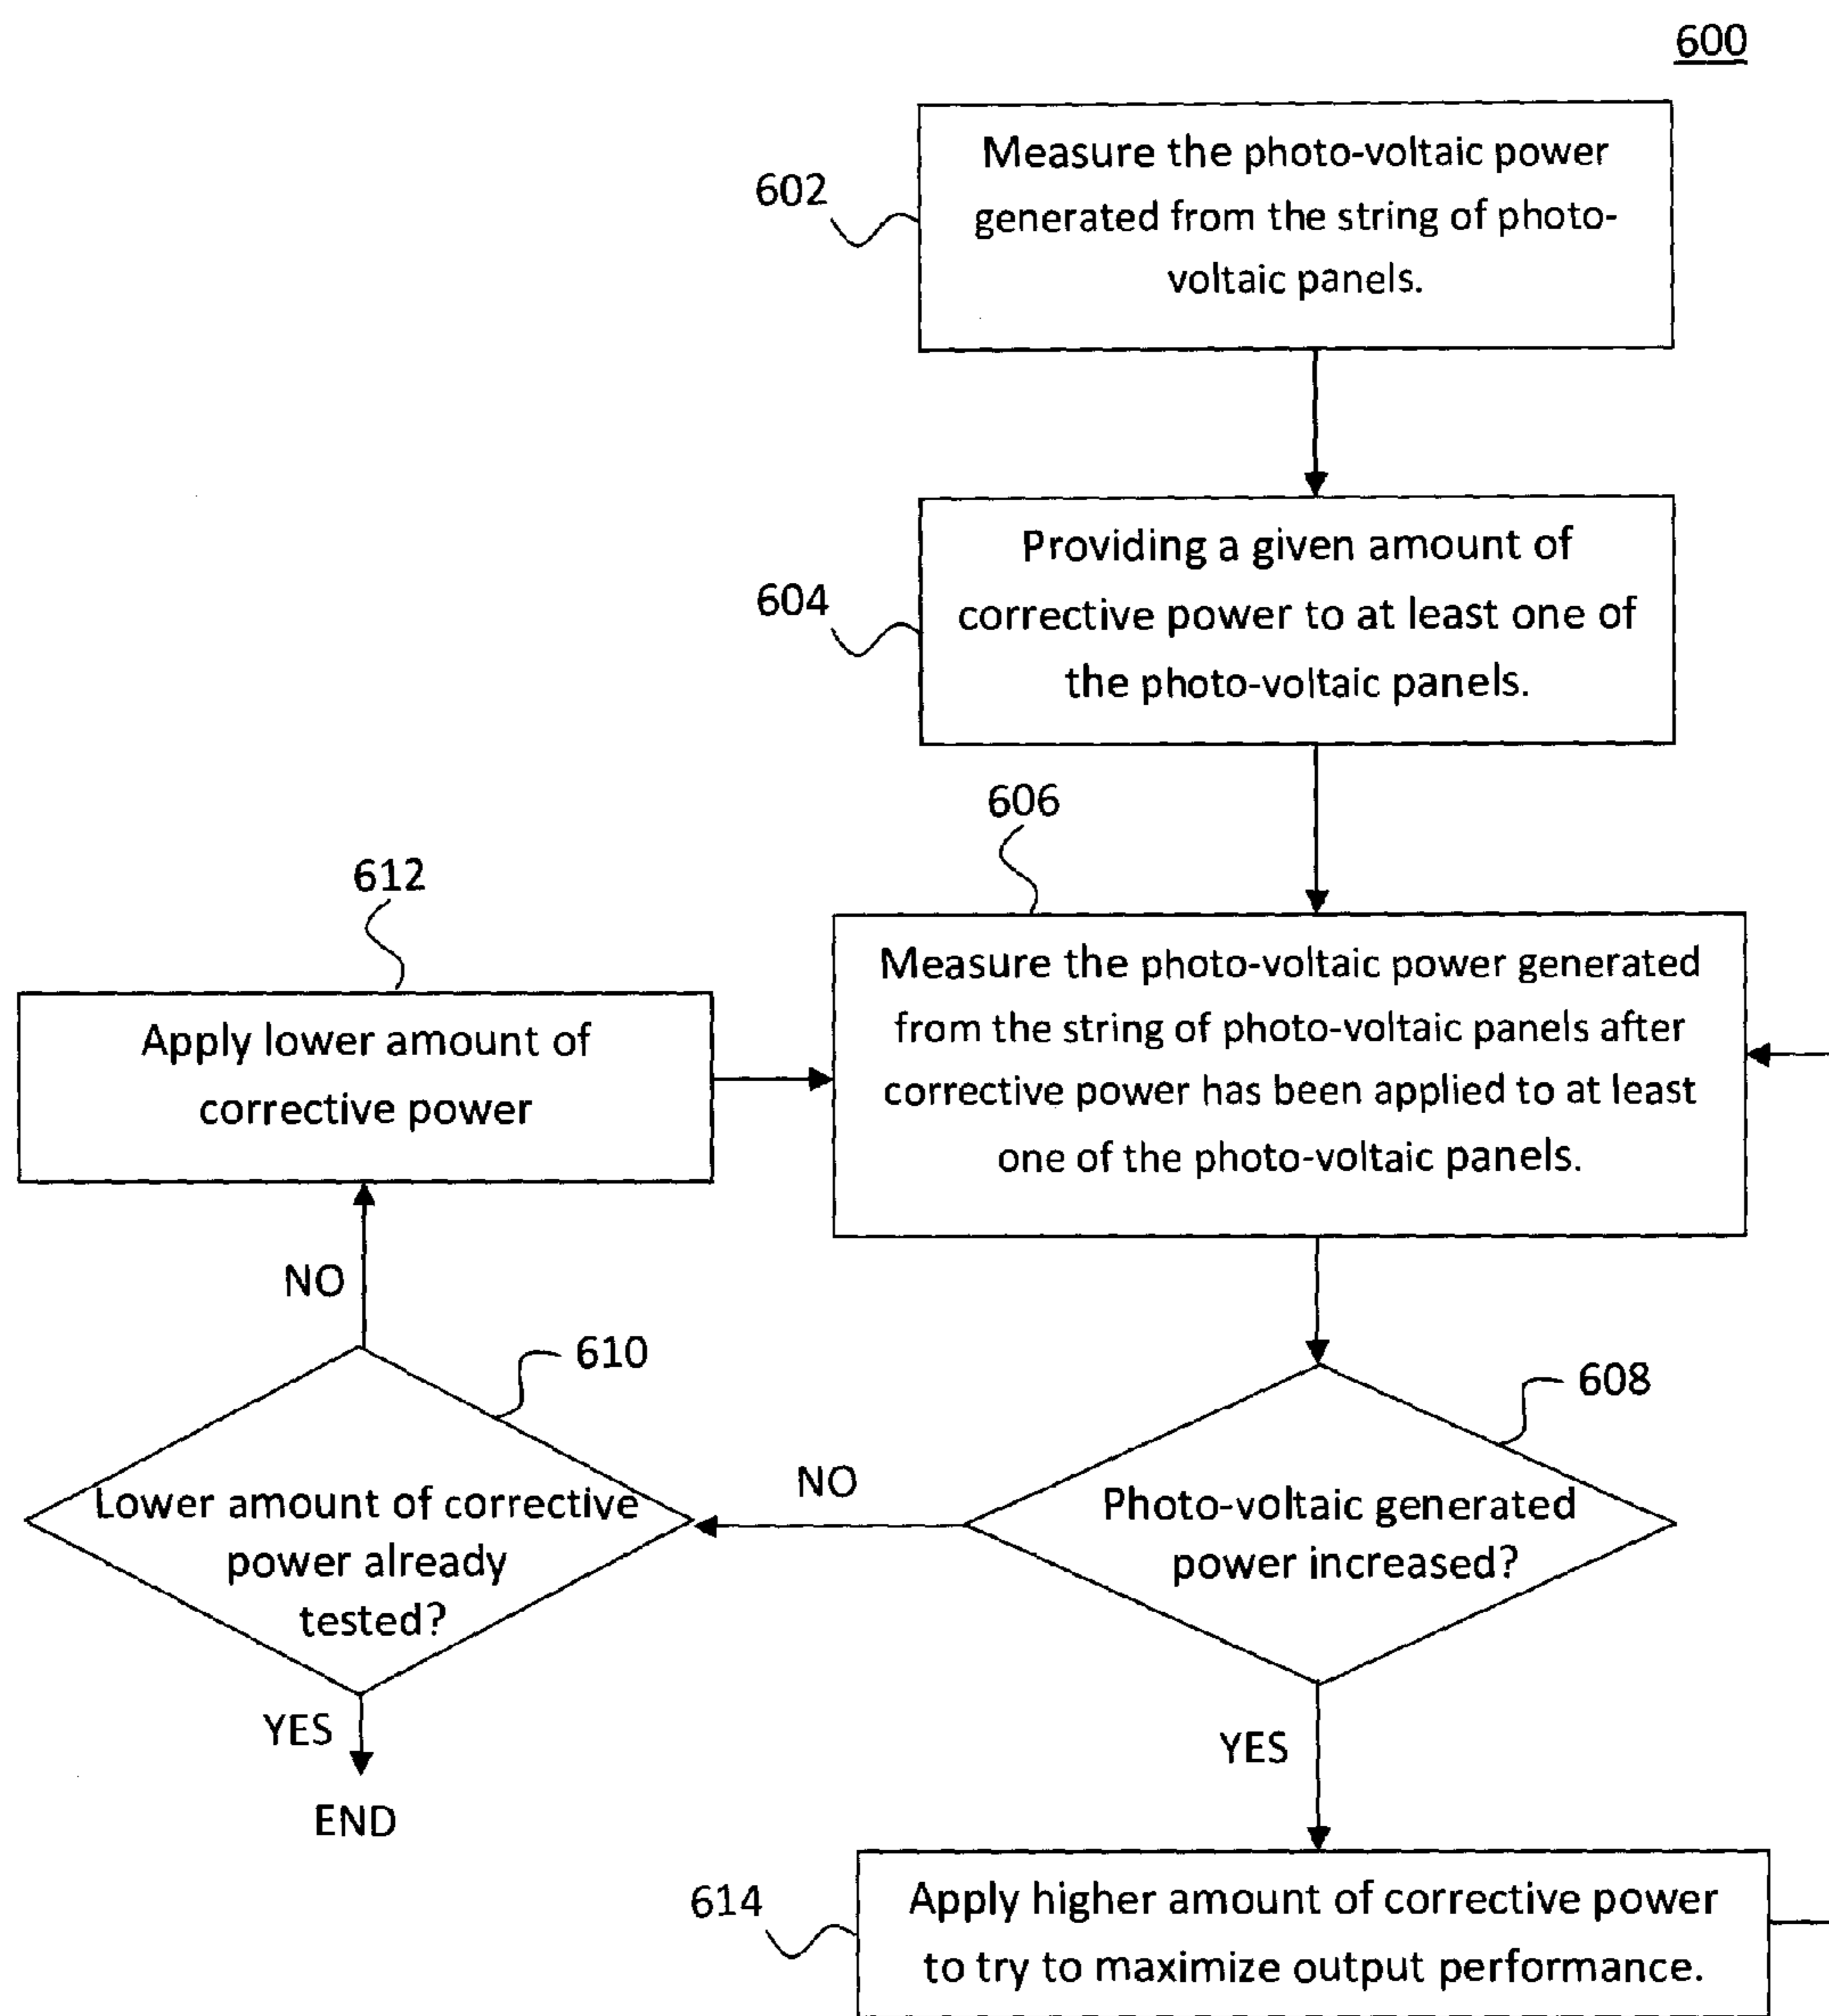 600
602
Measure the photo-voltaic power
generated from the string of photo-
voltaic panels.
604
Providing a given amount of
corrective power to at least one of
the photo-voltaic panels.
606
Measure the photo-voltaic power generated
from the string of photo-voltaic panels after
corrective power has been applied to at least
one of the photo-voltaic panels.
612
Apply lower amount of
corrective power
NO
610
Lower amount of corrective
power already
tested?
NO
608
Photo-voltaic generated
power increased?
YES
END
YES
614
Apply higher amount of corrective power
to try to maximize output performance.